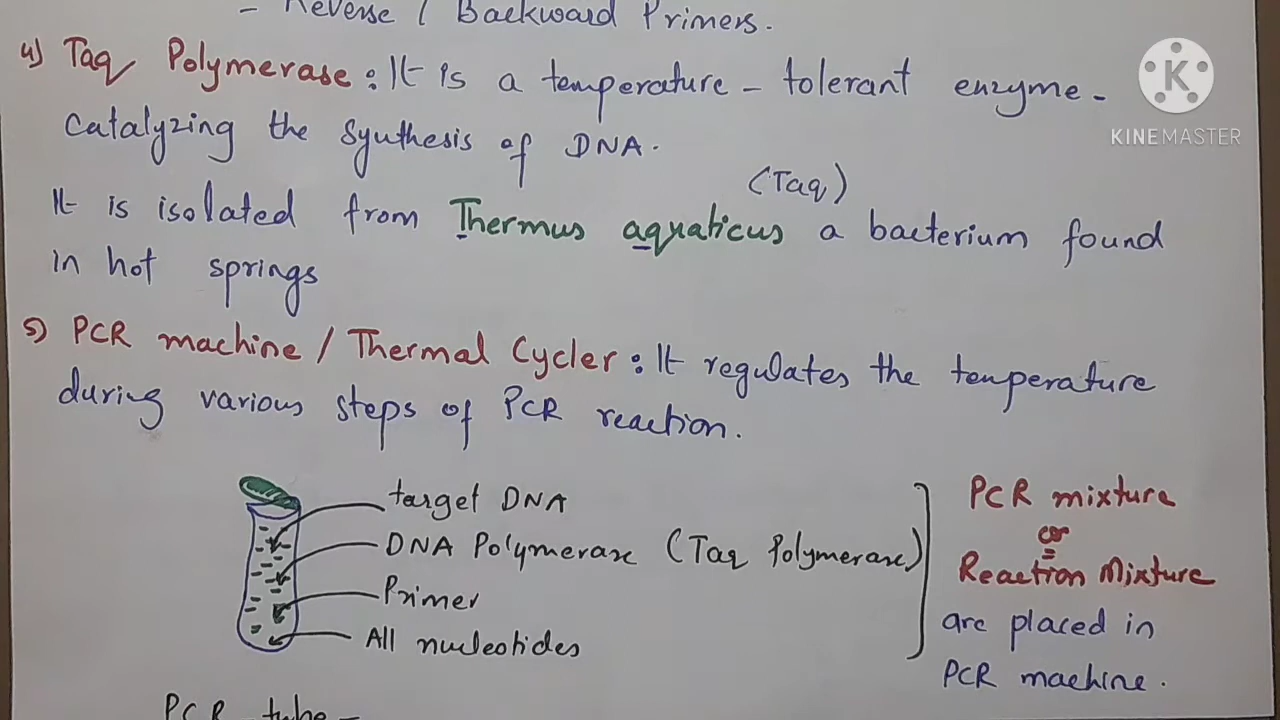 - Reverse / Backward Primers.
4) Taq Polymerase : It is a temperature - tolerant enzyme -
catalyzing the synthesis of DNA.
(Taq)
It is isolated from Thermus aquaticus a bacterium found
in hot springs
5) PCR machine / Thermal Cycler : It regulates the temperature
during various steps of PCR reaction.
target DNA
DNA Polymerase (Taq Polymerase)
Primer
All nucleotides
PCR mixture
or
Reaction Mixture
are placed in
PCR machine.
PCR tube -
K
KINEMASTER